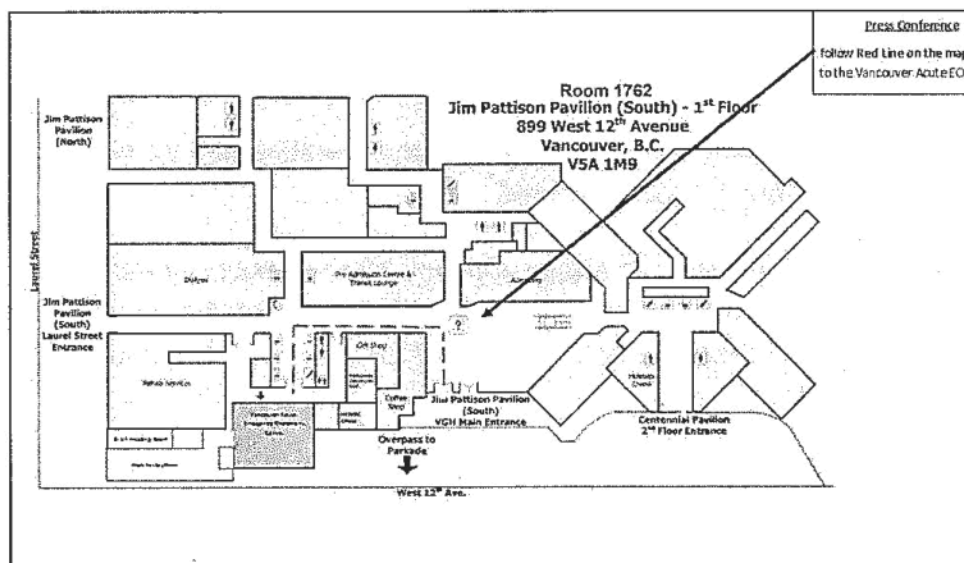 Press Conference
follow Red Line on the map
to the Vancouver Acute
Room 1762
Jim Pattison Pavilion (South) - 1st Floor
899 West 12th Avenue
Vancouver, B.C.
V5A 1M9
Jim Pattison
Pavilion
(North)
Laurel Street
Pre Admission Centre &
Transit Lounge
Admitting
Jim Pattison
Pavilion
(South)
Laurel Street
Entrance
Gift Shop
Rehab Services
Coffee
Shop
Jim Pattison Pavilion
(South)
VGH Main Entrance
Centennial Pavilion
2nd Floor Entrance
Overpass to
Parkade
West 12th Ave.